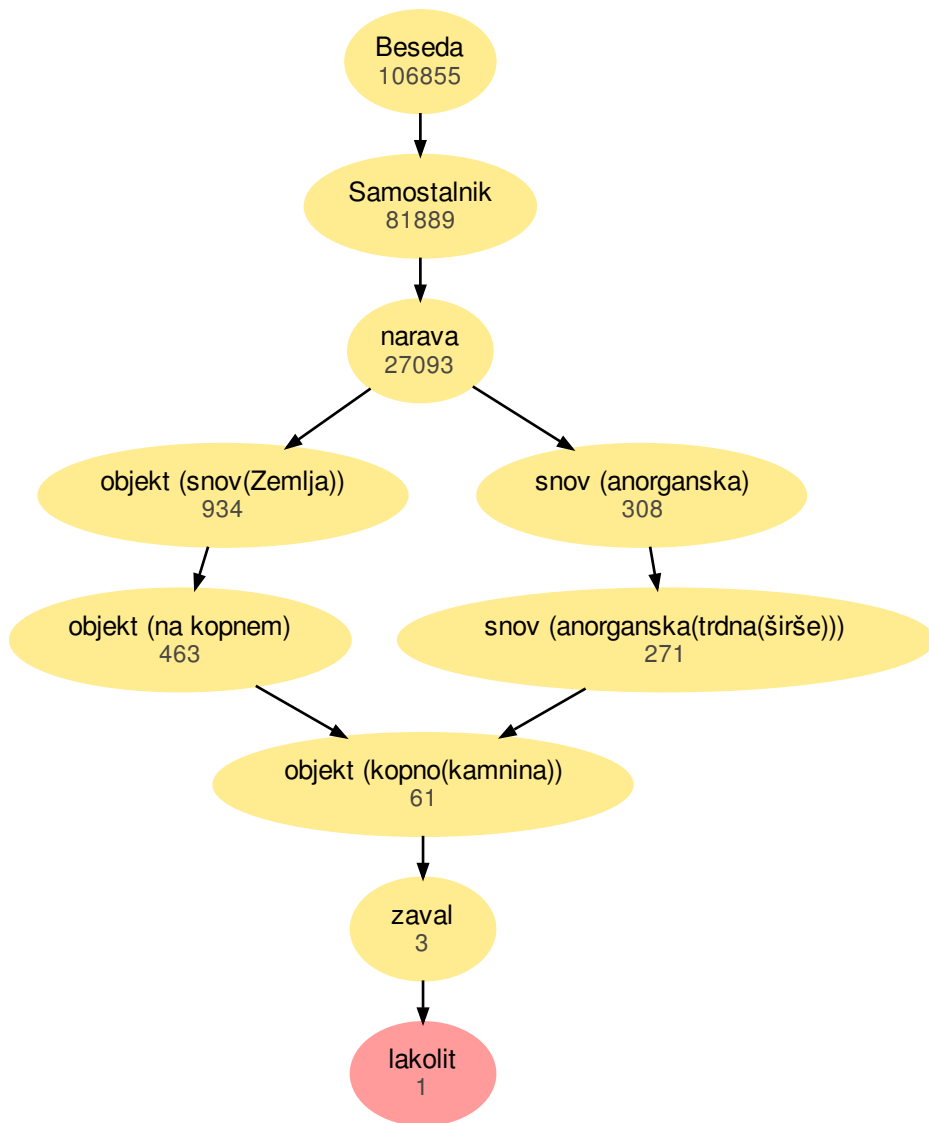 Beseda
106855
Samostalnik
81889
narava
27093
objekt (snov(Zemlja))
934
snov (anorganska)
308
objekt (na kopnem)
463
snov (anorganska(trdna(širše)))
271
objekt (kopno(kamnina))
61
zaval
3
lakolit
1